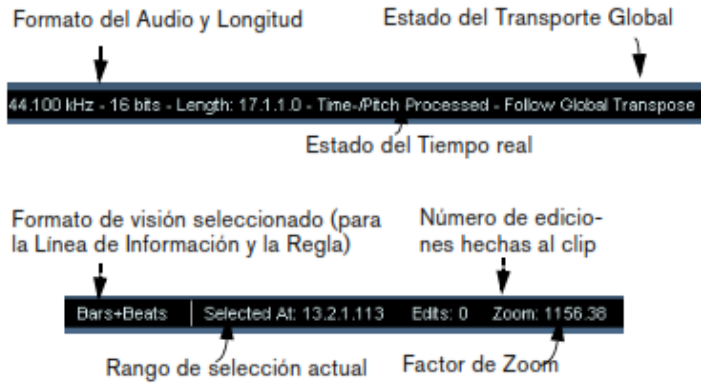 Formato del Audio y Longitud
Estado del Transporte Global
44.100 kHz - 16 bits - Length: 17.1.1.0 - Time-/Pitch Processed - Follow Global Transpose
Estado del Tiempo real
Formato de visión seleccionado (para
la Línea de Información y la Regla)
Número de edicio-
nes hechas al clip
Bars+Beats
Selected At: 13.2.1.113
Edits: 0
Zoom: 1156.38
Rango de selección actual
Factor de Zoom